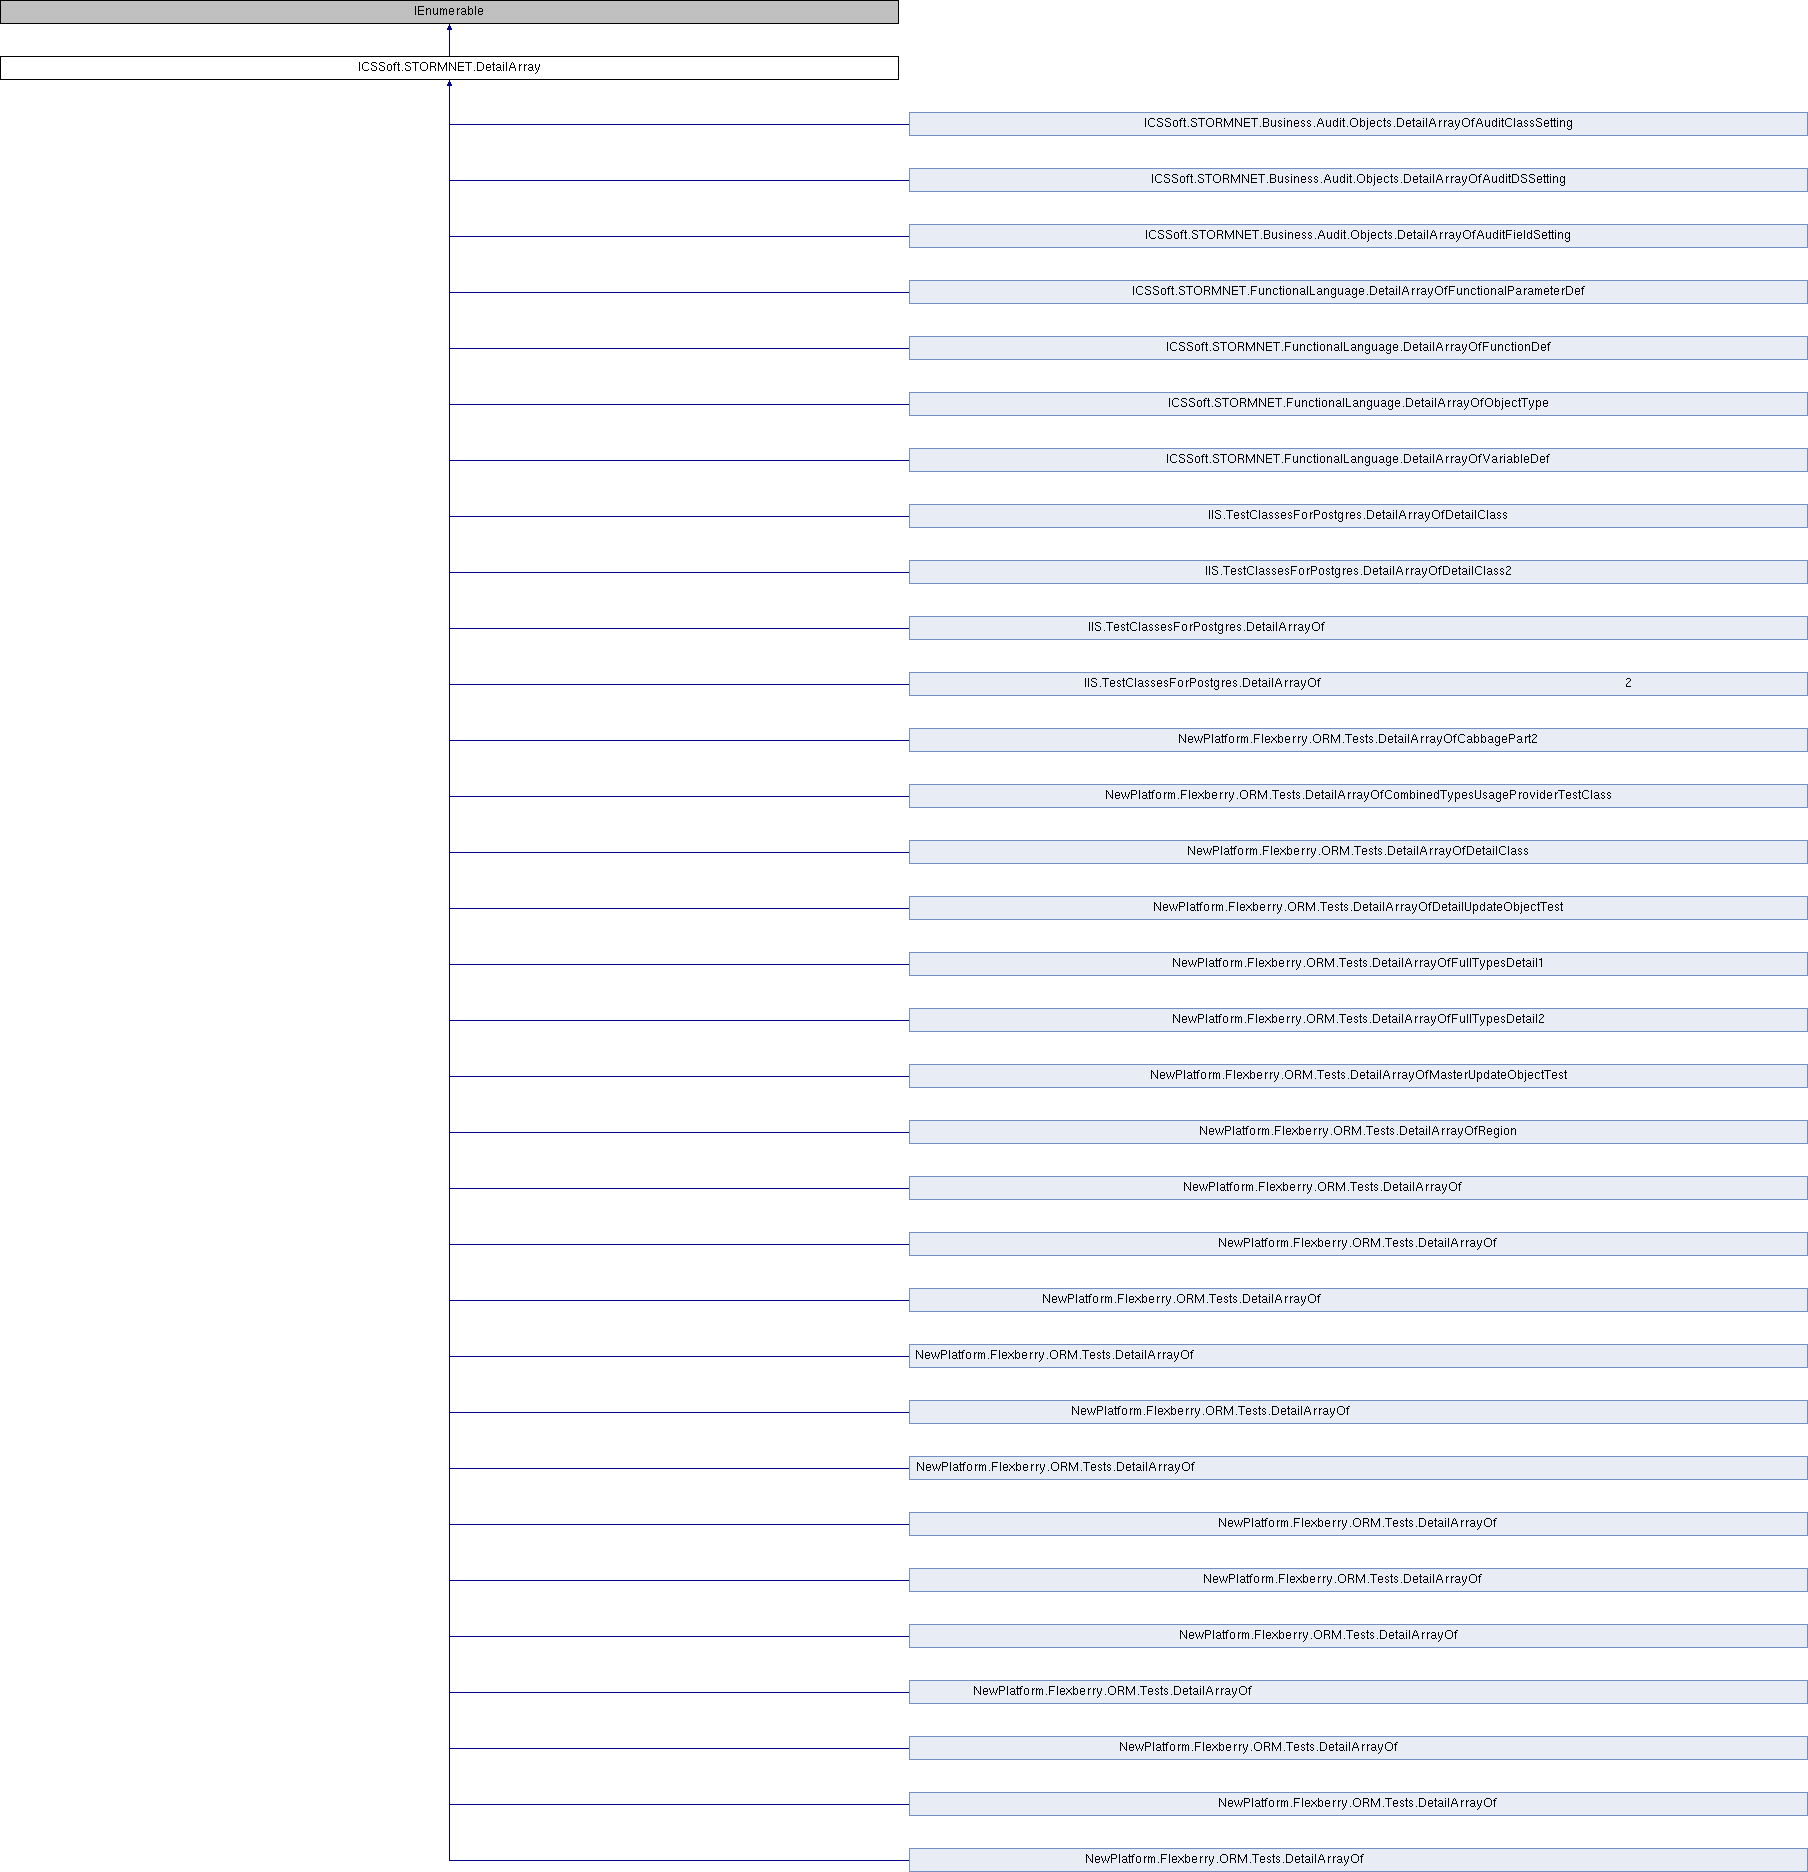 IEnumerable
ICSSoft.STORMNET.DetailArray
ICSSoft.STORMNET.Business.Audit.Objects.DetailArrayOfAuditClassSetting
ICSSoft.STORMNET.Business.Audit.Objects.DetailArrayOfAuditDSSetting
ICSSoft.STORMNET.Business.Audit.Objects.DetailArrayOfAuditFieldSetting
ICSSoft.STORMNET.FunctionalLanguage.DetailArrayOfFunctionalParameterDef
ICSSoft.STORMNET.FunctionalLanguage.DetailArrayOfFunctionDef
ICSSoft.STORMNET.FunctionalLanguage.DetailArrayOfObjectType
ICSSoft.STORMNET.FunctionalLanguage.DetailArrayOfVariableDef
IIS.TestClassesForPostgres.DetailArrayOfDetailClass
IIS.TestClassesForPostgres.DetailArrayOfDetailClass2
IIS.TestClassesForPostgres.DetailArrayOf
IIS.TestClassesForPostgres.DetailArrayOf 2
NewPlatform.Flexberry.ORM.Tests.DetailArrayOfCabbagePart2
NewPlatform.Flexberry.ORM.Tests.DetailArrayOfCombinedTypesUsageProviderTestClass
NewPlatform.Flexberry.ORM.Tests.DetailArrayOfDetailClass
NewPlatform.Flexberry.ORM.Tests.DetailArrayOfDetailUpdateObjectTest
NewPlatform.Flexberry.ORM.Tests.DetailArrayOfFullTypesDetail1
NewPlatform.Flexberry.ORM.Tests.DetailArrayOfFullTypesDetail2
NewPlatform.Flexberry.ORM.Tests.DetailArrayOfMasterUpdateObjectTest
NewPlatform.Flexberry.ORM.Tests.DetailArrayOfRegion
NewPlatform.Flexberry.ORM.Tests.DetailArrayOf
NewPlatform.Flexberry.ORM.Tests.DetailArrayOf
NewPlatform.Flexberry.ORM.Tests.DetailArrayOf
NewPlatform.Flexberry.ORM.Tests.DetailArrayOf
NewPlatform.Flexberry.ORM.Tests.DetailArrayOf
NewPlatform.Flexberry.ORM.Tests.DetailArrayOf
NewPlatform.Flexberry.ORM.Tests.DetailArrayOf
NewPlatform.Flexberry.ORM.Tests.DetailArrayOf
NewPlatform.Flexberry.ORM.Tests.DetailArrayOf
NewPlatform.Flexberry.ORM.Tests.DetailArrayOf
NewPlatform.Flexberry.ORM.Tests.DetailArrayOf
NewPlatform.Flexberry.ORM.Tests.DetailArrayOf
NewPlatform.Flexberry.ORM.Tests.DetailArrayOf